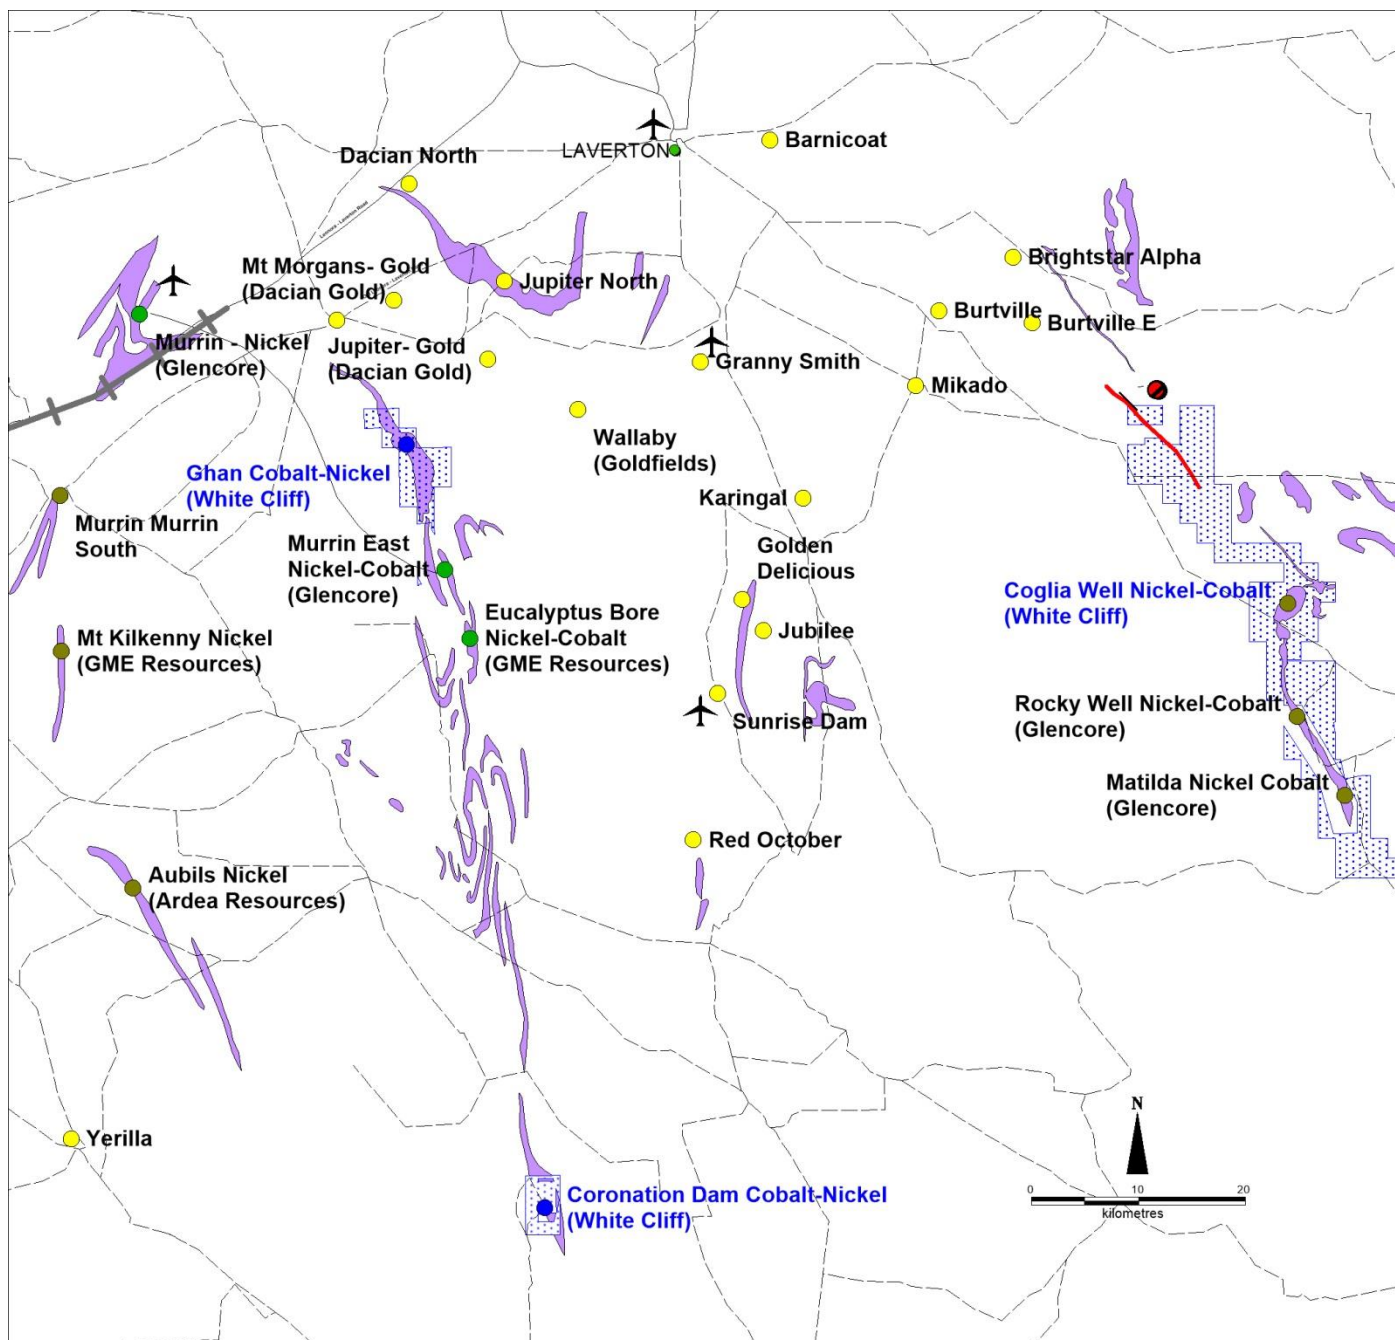 Barnicoat
LAVERTON
Dacian North
Leonora - Laverton Road
Mt Morgans- Gold
(Dacian Gold)
Jupiter North
Brightstar Alpha
Burtville
Burtville E
Murrin - Nickel
(Glencore)
Jupiter- Gold
(Dacian Gold)
Granny Smith
Mikado
Wallaby
(Goldfields)
Ghan Cobalt-Nickel
(White Cliff)
Karingal
Murrin Murrin
South
Murrin East
Nickel-Cobalt
(Glencore)
Golden
Delicious
Coglia Well Nickel-Cobalt
(White Cliff)
Eucalyptus Bore
Nickel-Cobalt
(GME Resources)
Jubilee
Mt Kilkenny Nickel
(GME Resources)
Sunrise Dam
Rocky Well Nickel-Cobalt
(Glencore)
Matilda Nickel Cobalt
(Glencore)
Red October
Aubils Nickel
(Ardea Resources)
N
Yerilla
Coronation Dam Cobalt-Nickel
(White Cliff)
0 10 20
kilometres